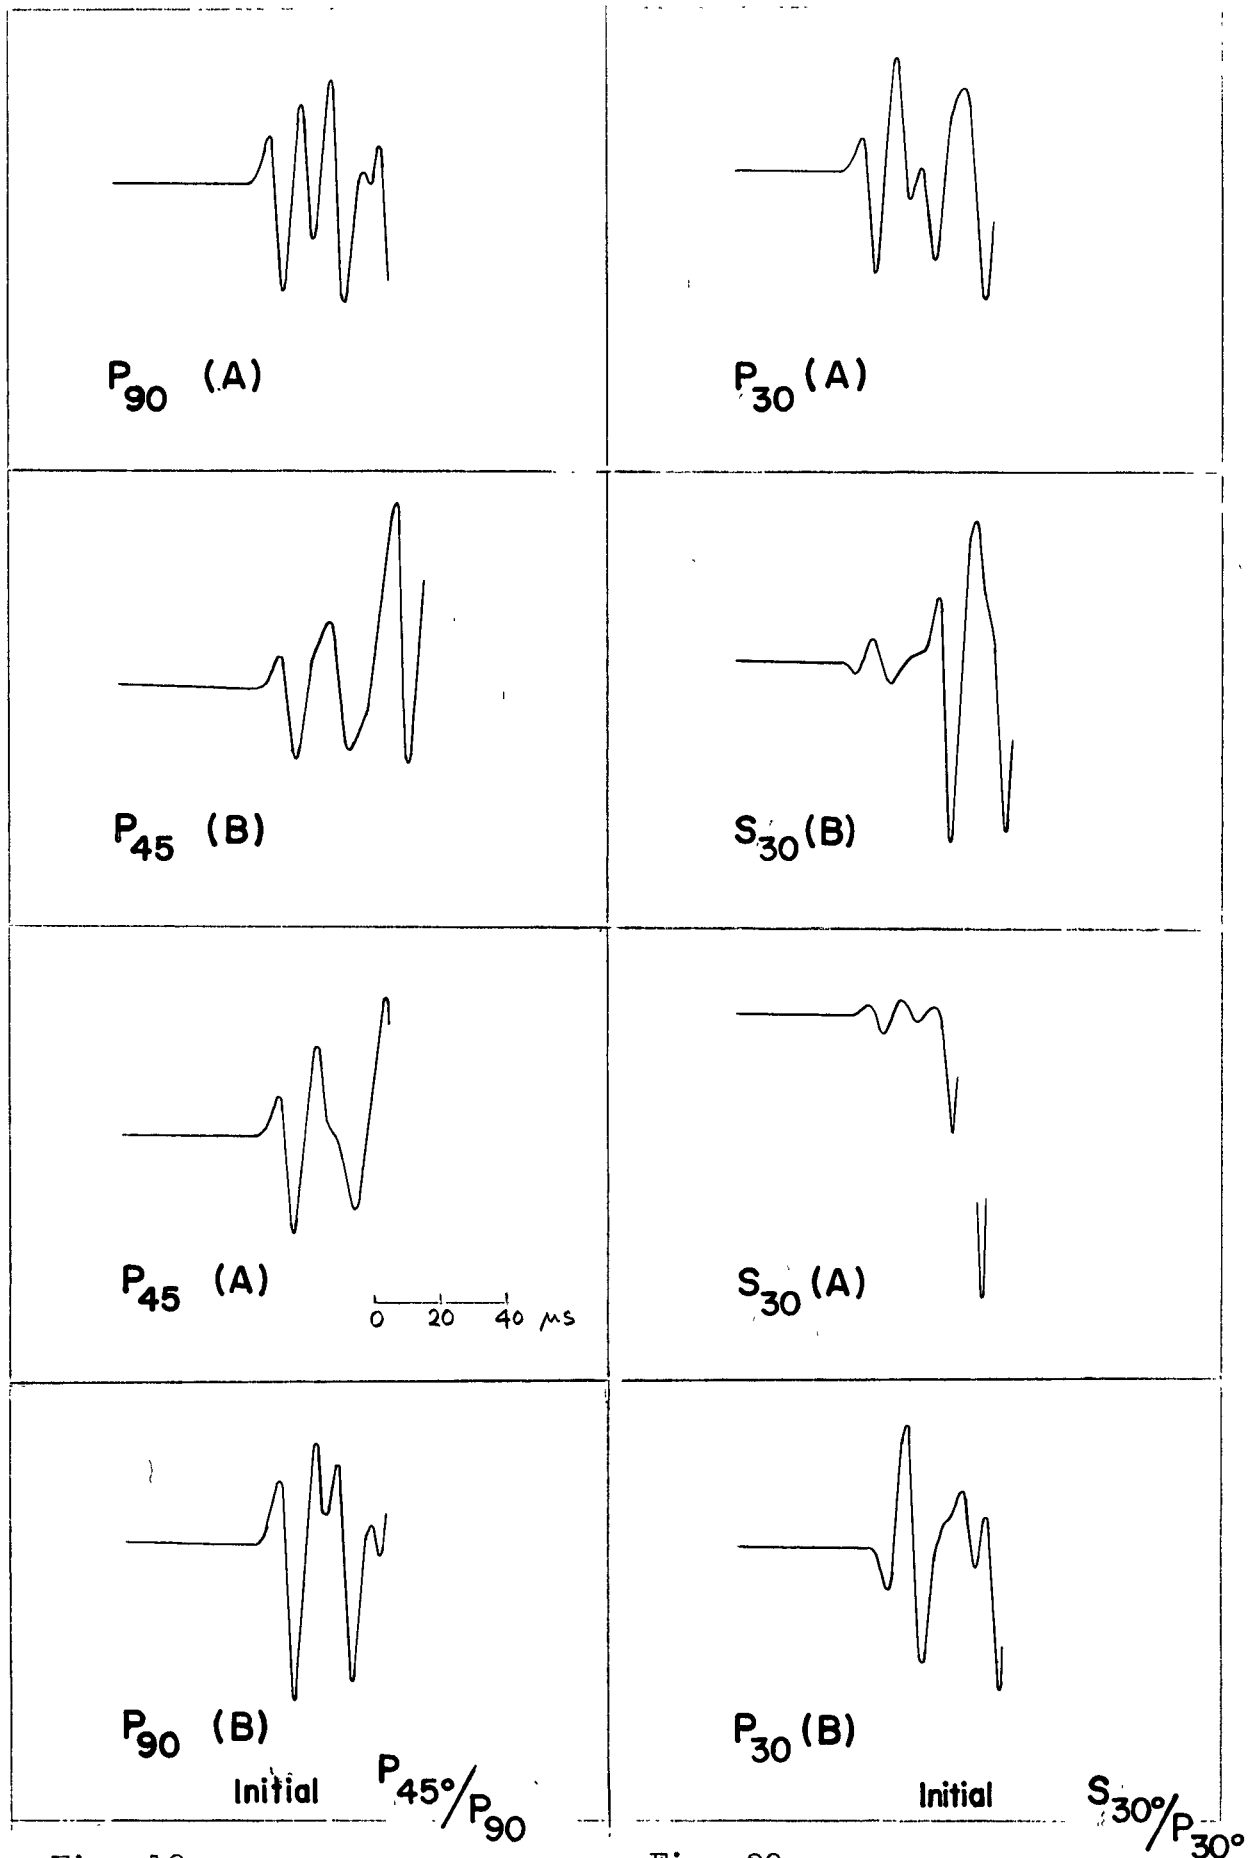 P90 (A)
P45 (B)
P45 (A)
0 20 40 μs
P90 (B)
Initial P45°/P90
P30 (A)
S30 (B)
S30 (A)
P30 (B)
Initial S30°/P30°